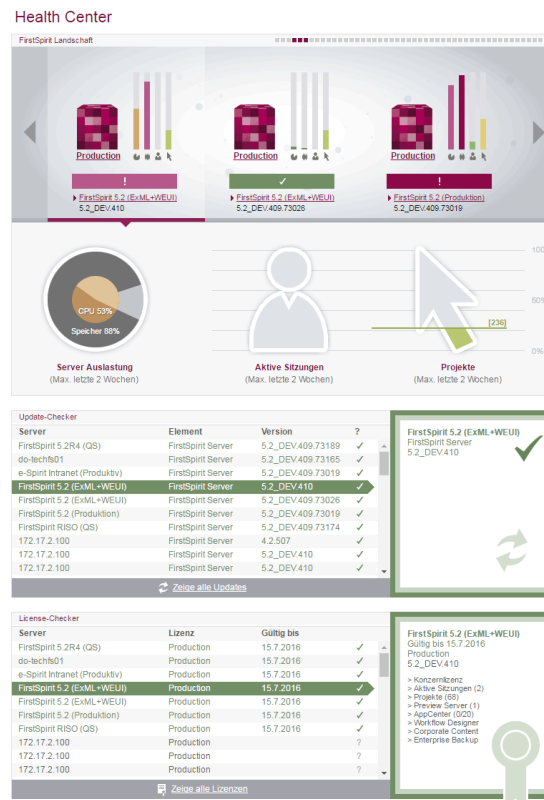 Health Center
FirstSpirit Landschaft
Production Production Production
! ✓ !
FirstSpirit 5.2 (ExML+WEUI) FirstSpirit 5.2 (ExML+WEUI) FirstSpirit 5.2 (Produktion)
5.2_DEV.410 5.2_DEV.409.73026 5.2_DEV.409.73019
100
50%
0%
CPU 53%
Speicher 88%
[236]
Server Auslastung Aktive Sitzungen Projekte
(Max. letzte 2 Wochen) (Max. letzte 2 Wochen) (Max. letzte 2 Wochen)
Update-Checker
Server Element Version ?
FirstSpirit 5.2R4 (QS) FirstSpirit Server 5.2_DEV.409.73189 ✓
do-techfs01 FirstSpirit Server 5.2_DEV.409.73165 ✓
e-Spirit Intranet (Produktiv) FirstSpirit Server 5.2_DEV.409.73019 ✓
FirstSpirit 5.2 (ExML+WEUI) FirstSpirit Server 5.2_DEV.410 ✓
FirstSpirit 5.2 (ExML+WEUI) FirstSpirit Server 5.2_DEV.409.73026 ✓
FirstSpirit 5.2 (Produktion) FirstSpirit Server 5.2_DEV.409.73019 ✓
FirstSpirit RISO (QS) FirstSpirit Server 5.2_DEV.409.73174 ✓
172.17.2.100 FirstSpirit Server 4.2.507 ✓
172.17.2.100 FirstSpirit Server 5.2_DEV.410 ✓
172.17.2.100 FirstSpirit Server 5.2_DEV.410 ✓
Zeige alle Updates
FirstSpirit 5.2 (ExML+WEUI)
FirstSpirit Server
5.2_DEV.410
License-Checker
Server Lizenz Gültig bis
FirstSpirit 5.2R4 (QS) Production 15.7.2016 ✓
do-techfs01 Production 15.7.2016 ✓
e-Spirit Intranet (Produktiv) Production 15.7.2016 ✓
FirstSpirit 5.2 (ExML+WEUI) Production 15.7.2016 ✓
FirstSpirit 5.2 (ExML+WEUI) Production 15.7.2016 ✓
FirstSpirit 5.2 (Produktion) Production 15.7.2016 ✓
FirstSpirit RISO (QS) Production 15.7.2016 ✓
172.17.2.100 Production ?
172.17.2.100 Production ?
172.17.2.100 Production ?
Zeige alle Lizenzen
FirstSpirit 5.2 (ExML+WEUI)
Gültig bis 15.7.2016
Production
5.2_DEV.410
> Konzernlizenz
> Aktive Sitzungen (2)
> Projekte (68)
> Preview Server (1)
> AppCenter (0/20)
> Workflow Designer
> Corporate Content
> Enterprise Backup